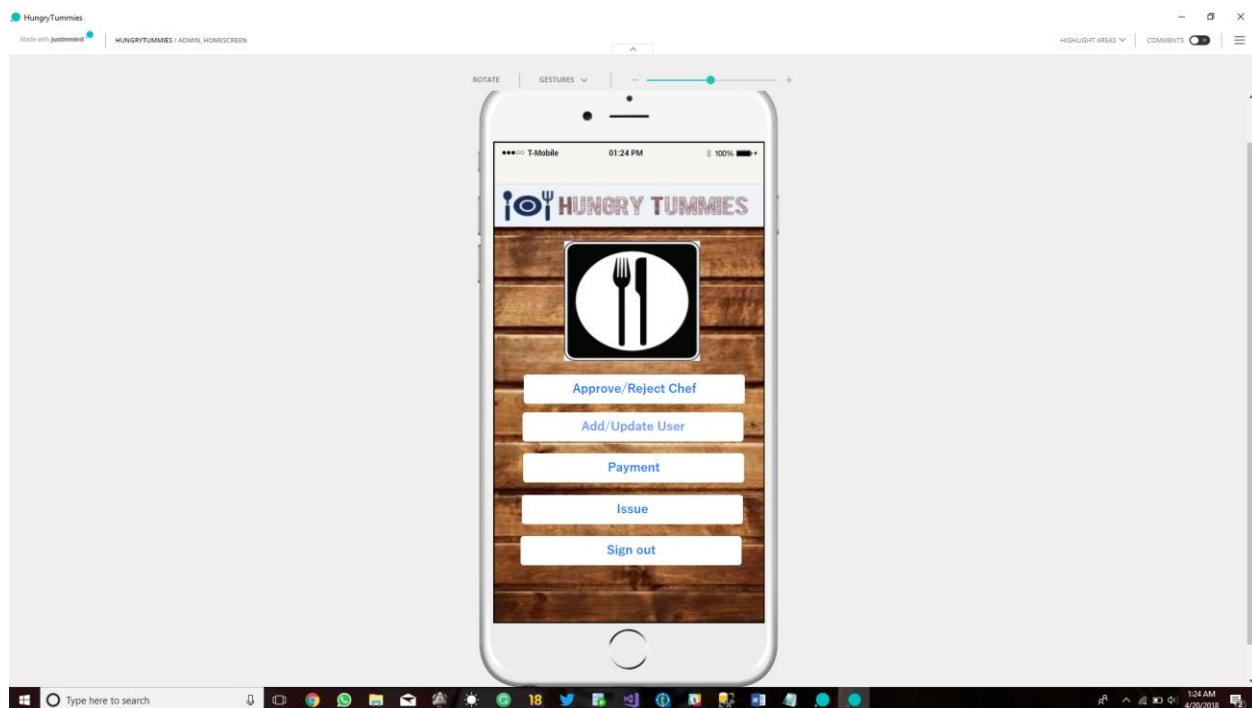 HungryTummies
Made with justinmind
HUNGRYTUMMIES / ADMIN_HOMESCREEN
HIGHLIGHT AREAS
COMMENTS
ROTATE
GESTURES
T-Mobile
01:24 PM
100%
HUNGRY TUMMIES
Approve/Reject Chef
Add/Update User
Payment
Issue
Sign out
Type here to search
18
1:24 AM
4/20/2018